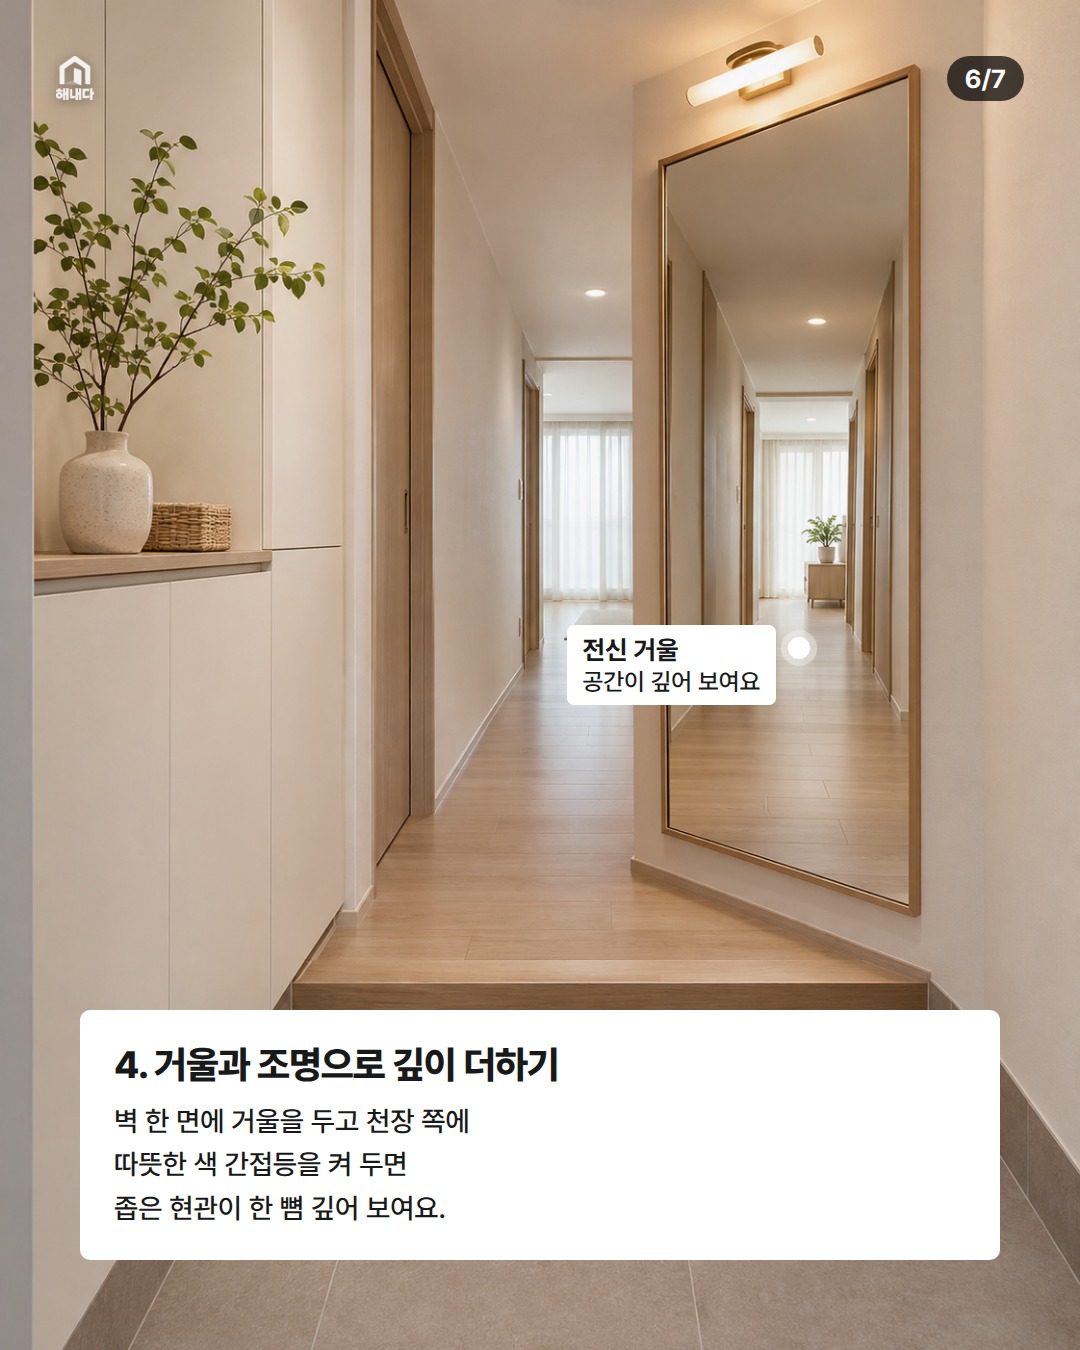 해내다
6/7
전신 거울
공간이 깊어 보여요
4. 거울과 조명으로 깊이 더하기
벽 한 면에 거울을 두고 천장 쪽에
따뜻한 색 간접등을 켜 두면
좁은 현관이 한 뼘 깊어 보여요.